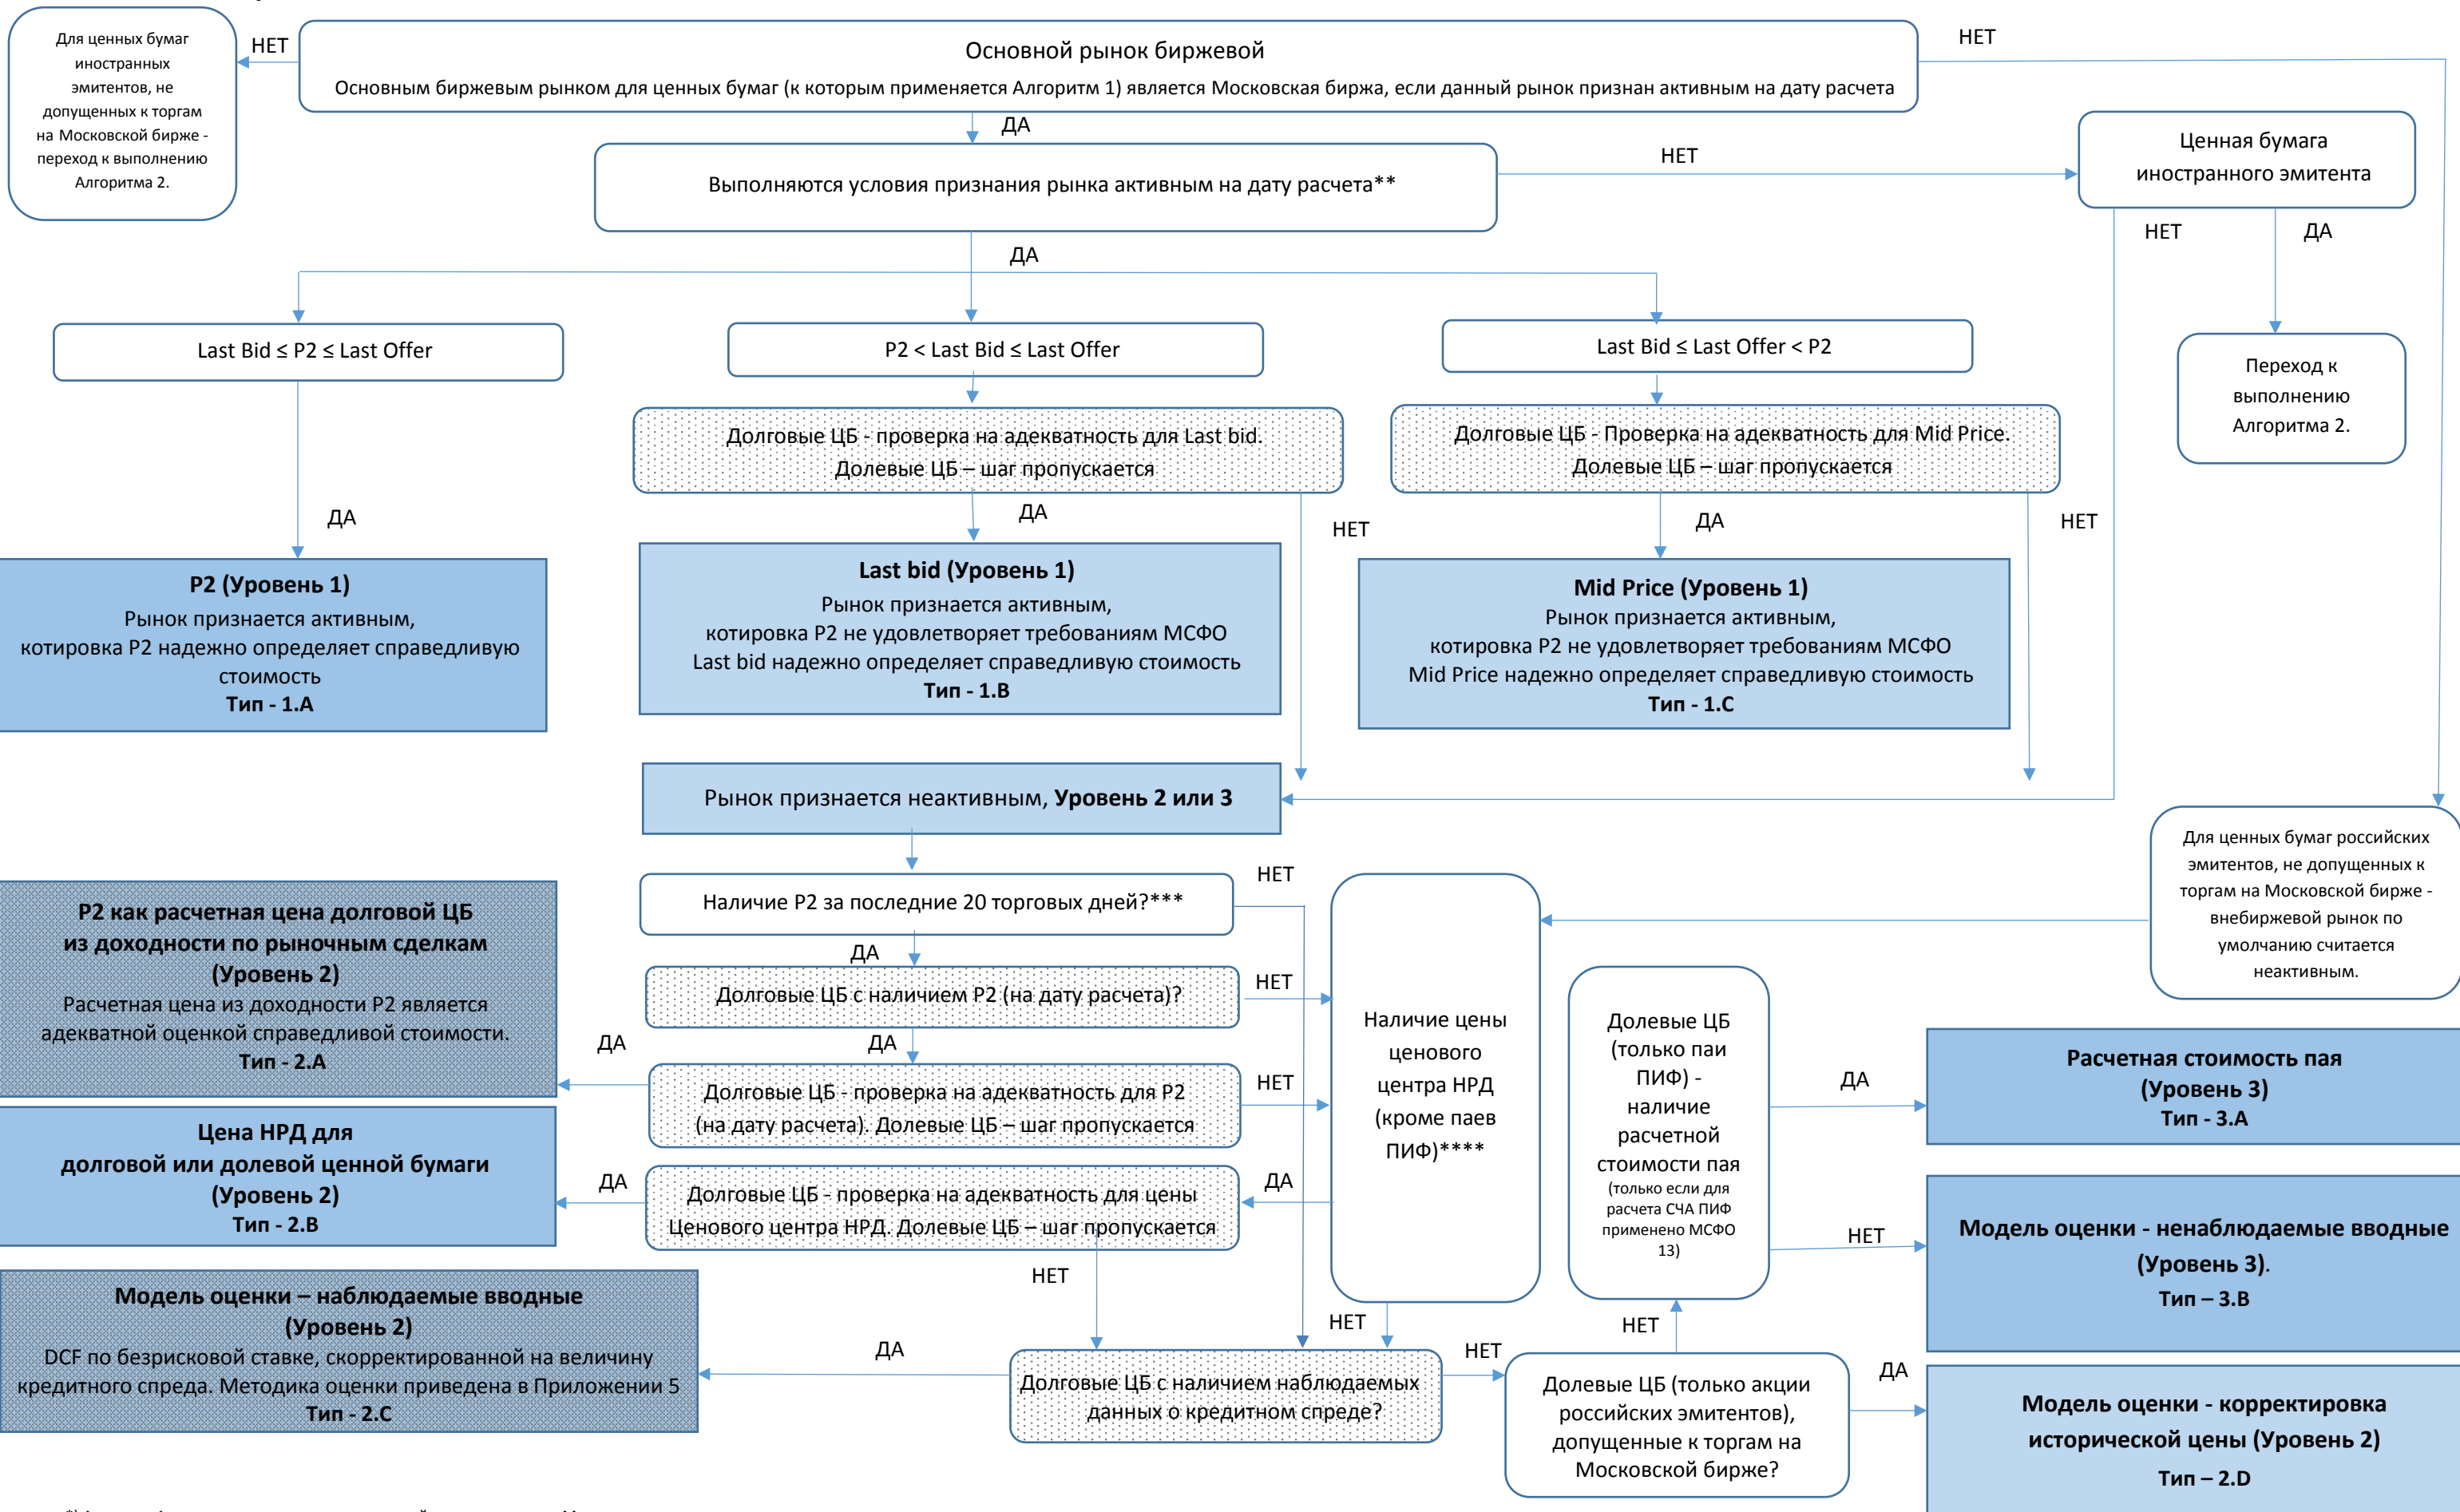 Для ценных бумаг
иностранных
эмитентов, не
допущенных к торгам
на Московской бирже -
переход к выполнению
Алгоритма 2.
НЕТ
Основной рынок биржевой
Основным биржевым рынком для ценных бумаг (к которым применяется Алгоритм 1) является Московская биржа, если данный рынок признан активным на дату расчета
НЕТ
ДА
Выполняются условия признания рынка активным на дату расчета**
НЕТ
Ценная бумага
иностранного эмитента
НЕТ
ДА
ДА
Last Bid ≤ P2 ≤ Last Offer
P2 < Last Bid ≤ Last Offer
Last Bid ≤ Last Offer < P2
Переход к
выполнению
Алгоритма 2.
Долговые ЦБ - проверка на адекватность для Last bid.
Долевые ЦБ – шаг пропускается
Долговые ЦБ - Проверка на адекватность для Mid Price.
Долевые ЦБ – шаг пропускается
ДА
ДА
НЕТ
ДА
НЕТ
P2 (Уровень 1)
Рынок признается активным,
котировка P2 надежно определяет справедливую
стоимость
Тип - 1.A
Last bid (Уровень 1)
Рынок признается активным,
котировка P2 не удовлетворяет требованиям МСФО
Last bid надежно определяет справедливую стоимость
Тип - 1.B
Mid Price (Уровень 1)
Рынок признается активным,
котировка P2 не удовлетворяет требованиям МСФО
Mid Price надежно определяет справедливую стоимость
Тип - 1.C
Рынок признается неактивным, Уровень 2 или 3
Для ценных бумаг российских
эмитентов, не допущенных к
торгам на Московской бирже -
внебиржевой рынок по
умолчанию считается
неактивным.
Наличие P2 за последние 20 торговых дней?***
НЕТ
ДА
P2 как расчетная цена долговой ЦБ
из доходности по рыночным сделкам
(Уровень 2)
Расчетная цена из доходности P2 является
адекватной оценкой справедливой стоимости.
Тип - 2.A
Долговые ЦБ с наличием P2 (на дату расчета)?
НЕТ
ДА
ДА
Долговые ЦБ - проверка на адекватность для P2
(на дату расчета). Долевые ЦБ – шаг пропускается
НЕТ
Наличие цены
ценового
центра НРД
(кроме паев
ПИФ)****
Долевые ЦБ
(только паи
ПИФ) -
наличие
расчетной
стоимости пая
(только если для
расчета СЧА ПИФ
применено МСФО
13)
ДА
Расчетная стоимость пая
(Уровень 3)
Тип - 3.A
Цена НРД для
долговой или долевой ценной бумаги
(Уровень 2)
Тип - 2.B
ДА
Долговые ЦБ - проверка на адекватность для цены
Ценового центра НРД. Долевые ЦБ – шаг пропускается
ДА
НЕТ
Модель оценки - ненаблюдаемые вводные
(Уровень 3).
Тип – 3.B
НЕТ
Модель оценки – наблюдаемые вводные
(Уровень 2)
DCF по безрисковой ставке, скорректированной на величину
кредитного спреда. Методика оценки приведена в Приложении 5
Тип - 2.C
ДА
НЕТ
Долговые ЦБ с наличием наблюдаемых
данных о кредитном спреде?
НЕТ
НЕТ
Долевые ЦБ (только акции
российских эмитентов),
допущенные к торгам на
Московской бирже?
ДА
Модель оценки - корректировка
исторической цены (Уровень 2)
Тип – 2.D